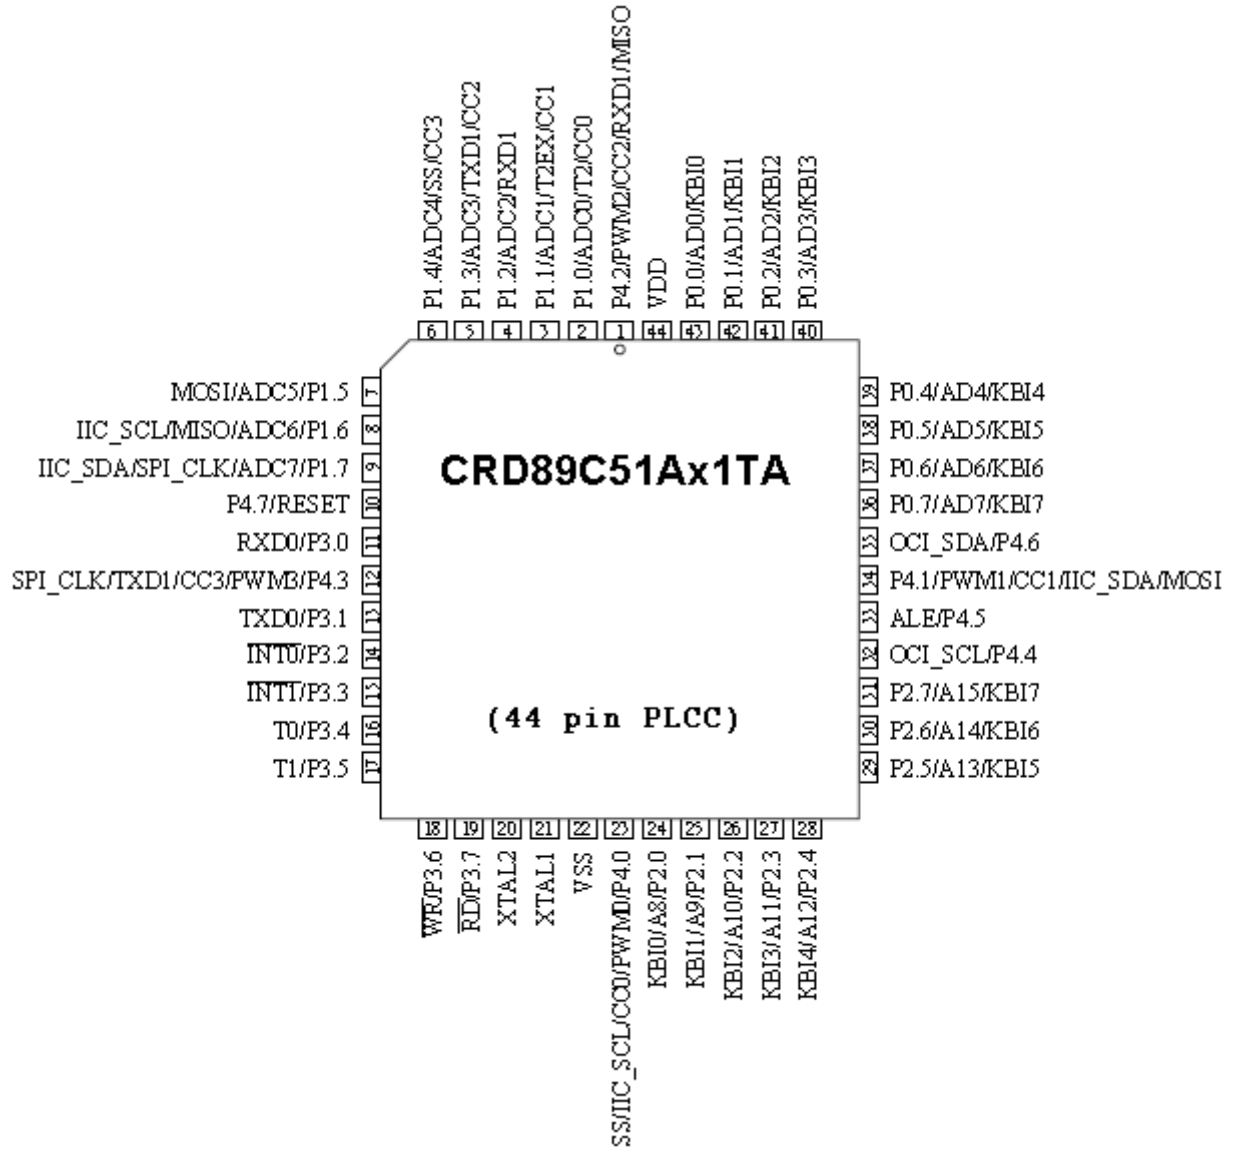 P1.4/ADC4/SS/CC3
P1.3/ADC3/TXD1/CC2
P1.2/ADC2/RXD1
P1.1/ADC1/T2EX/CC1
P1.0/ADC0/T2/CC0
P4.2/PWM2/CC2/RXD1/MISO
VDD
P0.0/AD0/KBI0
P0.1/AD1/KBI1
P0.2/AD2/KBI2
P0.3/AD3/KBI3
6 5 4 3 2 1 44 43 42 41 40
MOSI/ADC5/P1.5 7
IIC_SCL/MISO/ADC6/P1.6 8
IIC_SDA/SPI_CLK/ADC7/P1.7 9
P4.7/RESET 10
RXD0/P3.0 11
SPI_CLK/TXD1/CC3/PWM3/P4.3 12
TXD0/P3.1 13
INT0/P3.2 14
INT1/P3.3 15
T0/P3.4 16
T1/P3.5 17
CRD89C51Ax1TA
(44 pin PLCC)
39 P0.4/AD4/KBI4
38 P0.5/AD5/KBI5
37 P0.6/AD6/KBI6
36 P0.7/AD7/KBI7
35 OCI_SDA/P4.6
34 P4.1/PWM1/CC1/IIC_SDA/MOSI
33 ALE/P4.5
32 OCI_SCL/P4.4
31 P2.7/A15/KBI7
30 P2.6/A14/KBI6
29 P2.5/A13/KBI5
18 19 20 21 22 23 24 25 26 27 28
WR/P3.6
RD/P3.7
XTAL2
XTAL1
VSS
SS/IIC_SCL/CC0/PWM0/P4.0
KBI0/A8/P2.0
KBI1/A9/P2.1
KBI2/A10/P2.2
KBI3/A11/P2.3
KBI4/A12/P2.4